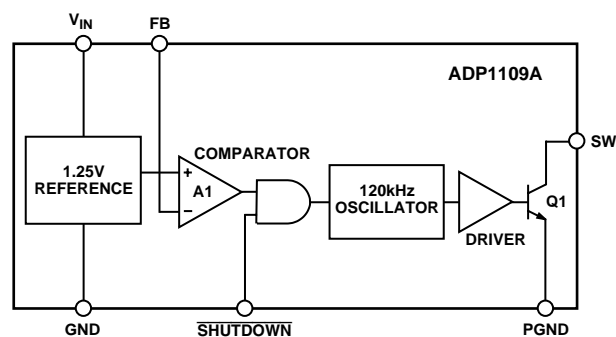 VIN
FB
ADP1109A
SW
COMPARATOR
1.25V
REFERENCE
+
A1
−
120kHz
OSCILLATOR
Q1
DRIVER
GND
SHUTDOWN
PGND